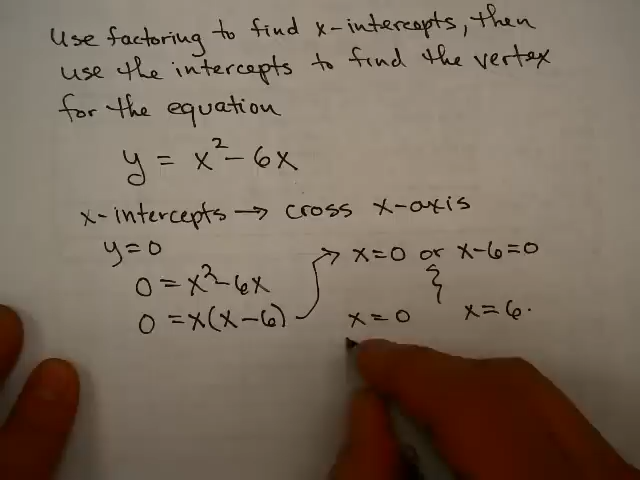 Use factoring to find x-intercepts, then
use the intercepts to find the vertex
for the equation
y = x² - 6x
x-intercepts → cross x-axis
y=0
0 = x² - 6x
0 = x(x-6) → x=0 or x-6=0
x=0 x=6.